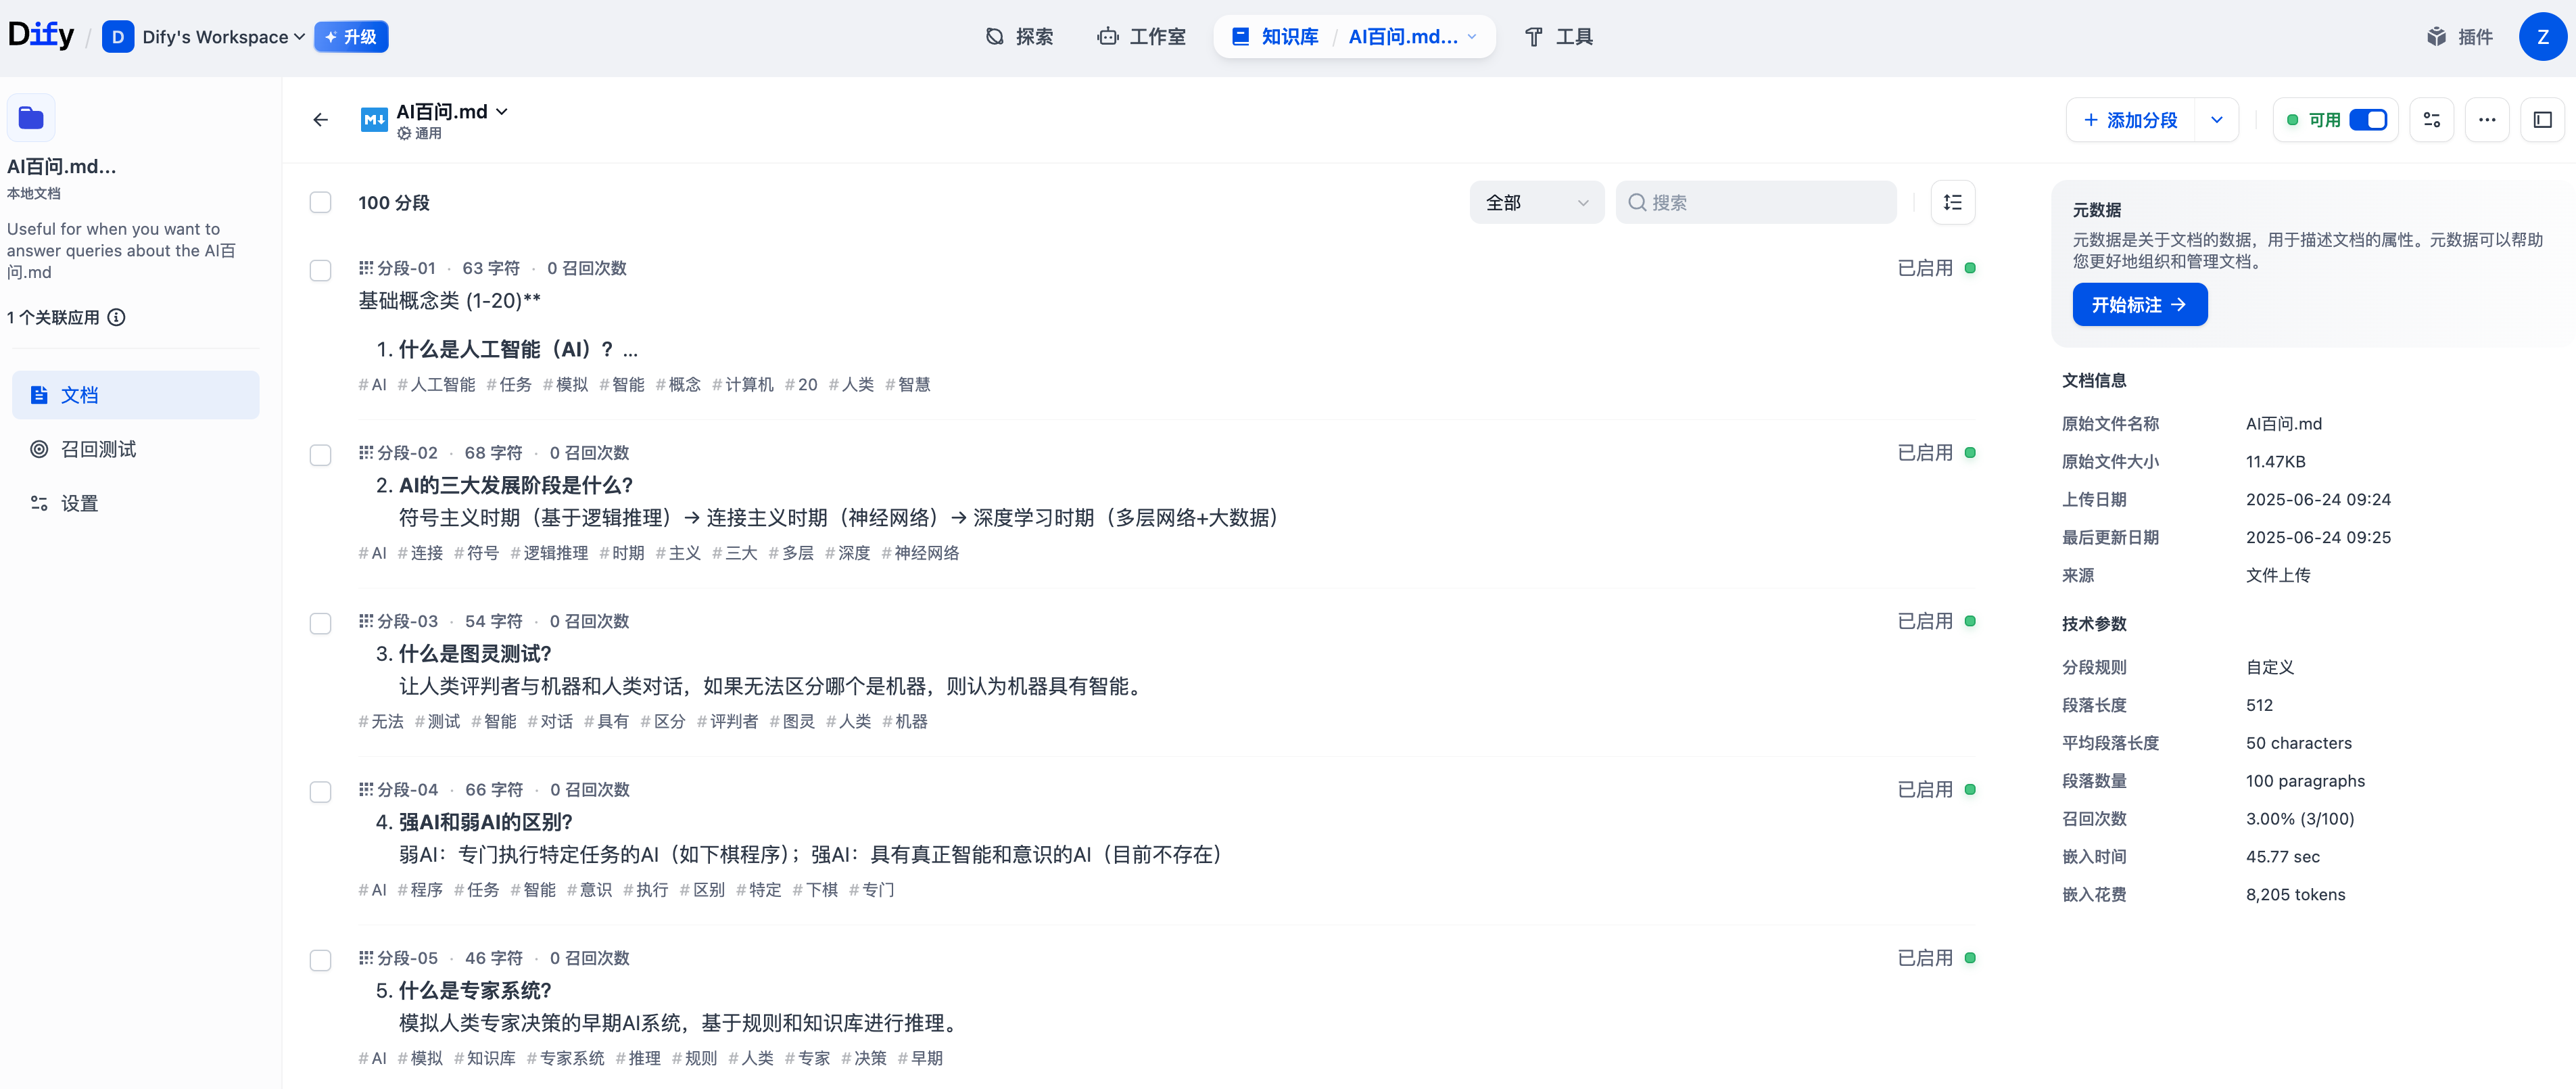 Dify / D Dify's Workspace 升级
探索 工作室 知识库 / AI百问.md... 工具
插件 Z
AI百问.md...
本地文档
Useful for when you want to
answer queries about the AI百
问.md
1 个关联应用
文档
召回测试
设置
AI百问.md
通用
+ 添加分段 可用
100 分段 全部 搜索
分段-01 · 63 字符 · 0 召回次数 已启用
基础概念类 (1-20)**
1. 什么是人工智能（AI）？ ...
# AI # 人工智能 # 任务 # 模拟 # 智能 # 概念 # 计算机 # 20 # 人类 # 智慧
分段-02 · 68 字符 · 0 召回次数 已启用
2. AI的三大发展阶段是什么?
符号主义时期（基于逻辑推理）→ 连接主义时期（神经网络）→ 深度学习时期（多层网络+大数据）
# AI # 连接 # 符号 # 逻辑推理 # 时期 # 主义 # 三大 # 多层 # 深度 # 神经网络
分段-03 · 54 字符 · 0 召回次数 已启用
3. 什么是图灵测试?
让人类评判者与机器和人类对话，如果无法区分哪个是机器，则认为机器具有智能。
# 无法 # 测试 # 智能 # 对话 # 具有 # 区分 # 评判者 # 图灵 # 人类 # 机器
分段-04 · 66 字符 · 0 召回次数 已启用
4. 强AI和弱AI的区别?
弱AI：专门执行特定任务的AI（如下棋程序）；强AI：具有真正智能和意识的AI（目前不存在）
# AI # 程序 # 任务 # 智能 # 意识 # 执行 # 区别 # 特定 # 下棋 # 专门
分段-05 · 46 字符 · 0 召回次数 已启用
5. 什么是专家系统?
模拟人类专家决策的早期AI系统，基于规则和知识库进行推理。
# AI # 模拟 # 知识库 # 专家系统 # 推理 # 规则 # 人类 # 专家 # 决策 # 早期
元数据
元数据是关于文档的数据，用于描述文档的属性。元数据可以帮助
您更好地组织和管理文档。
开始标注 →
文档信息
原始文件名称 AI百问.md
原始文件大小 11.47KB
上传日期 2025-06-24 09:24
最后更新日期 2025-06-24 09:25
来源 文件上传
技术参数
分段规则 自定义
段落长度 512
平均段落长度 50 characters
段落数量 100 paragraphs
召回次数 3.00% (3/100)
嵌入时间 45.77 sec
嵌入花费 8,205 tokens